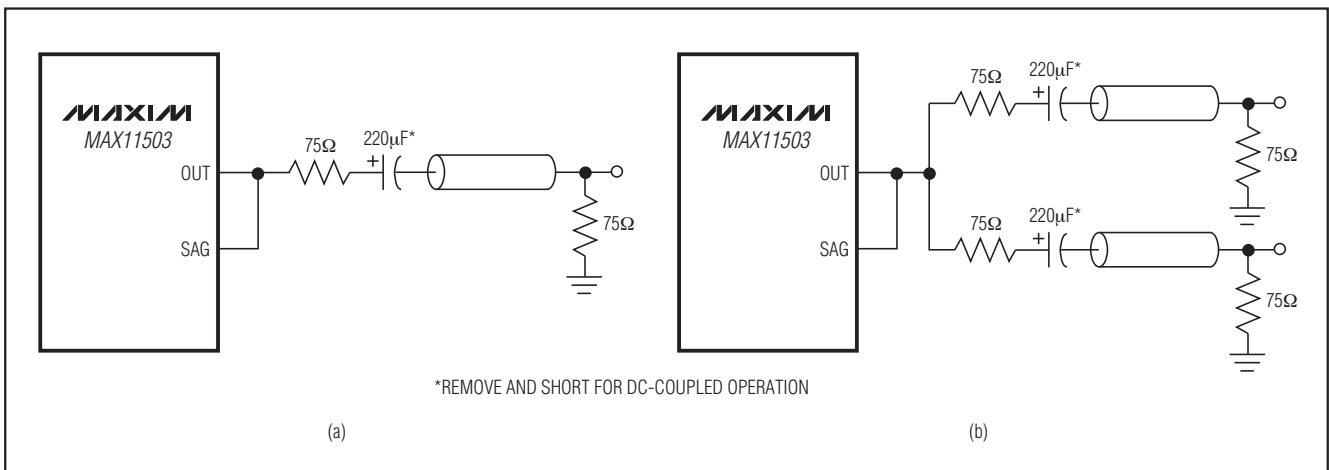 MAXIM
MAX11503
OUT
SAG
75Ω
220μF*
+
75Ω
MAXIM
MAX11503
OUT
SAG
75Ω
220μF*
+
75Ω
75Ω
220μF*
+
75Ω
*REMOVE AND SHORT FOR DC-COUPLED OPERATION
(a)
(b)